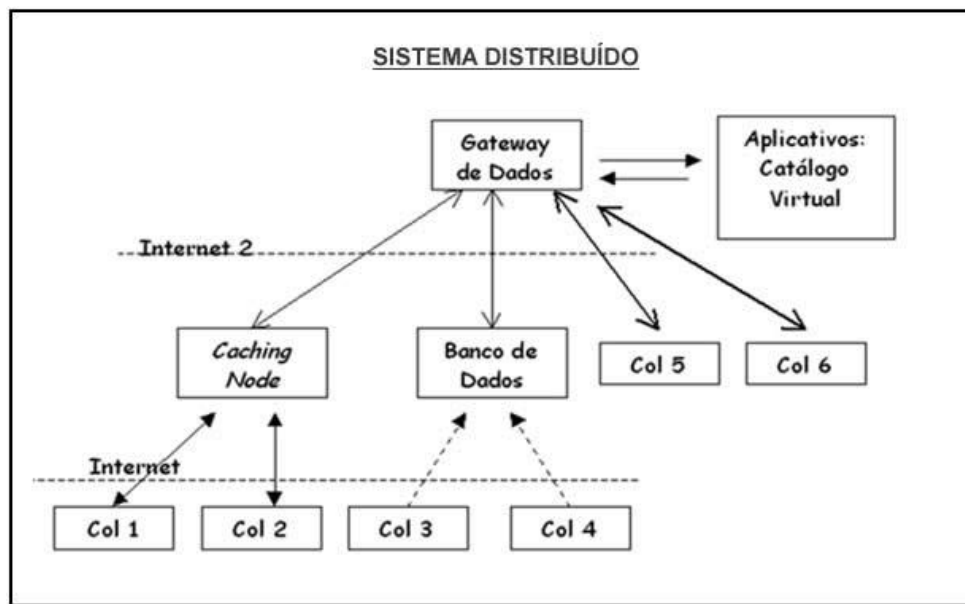 SISTEMA DISTRIBUÍDO
Gateway
de Dados
Aplicativos:
Catálogo
Virtual
Internet 2
Caching
Node
Banco de
Dados
Col 5
Col 6
Internet
Col 1
Col 2
Col 3
Col 4